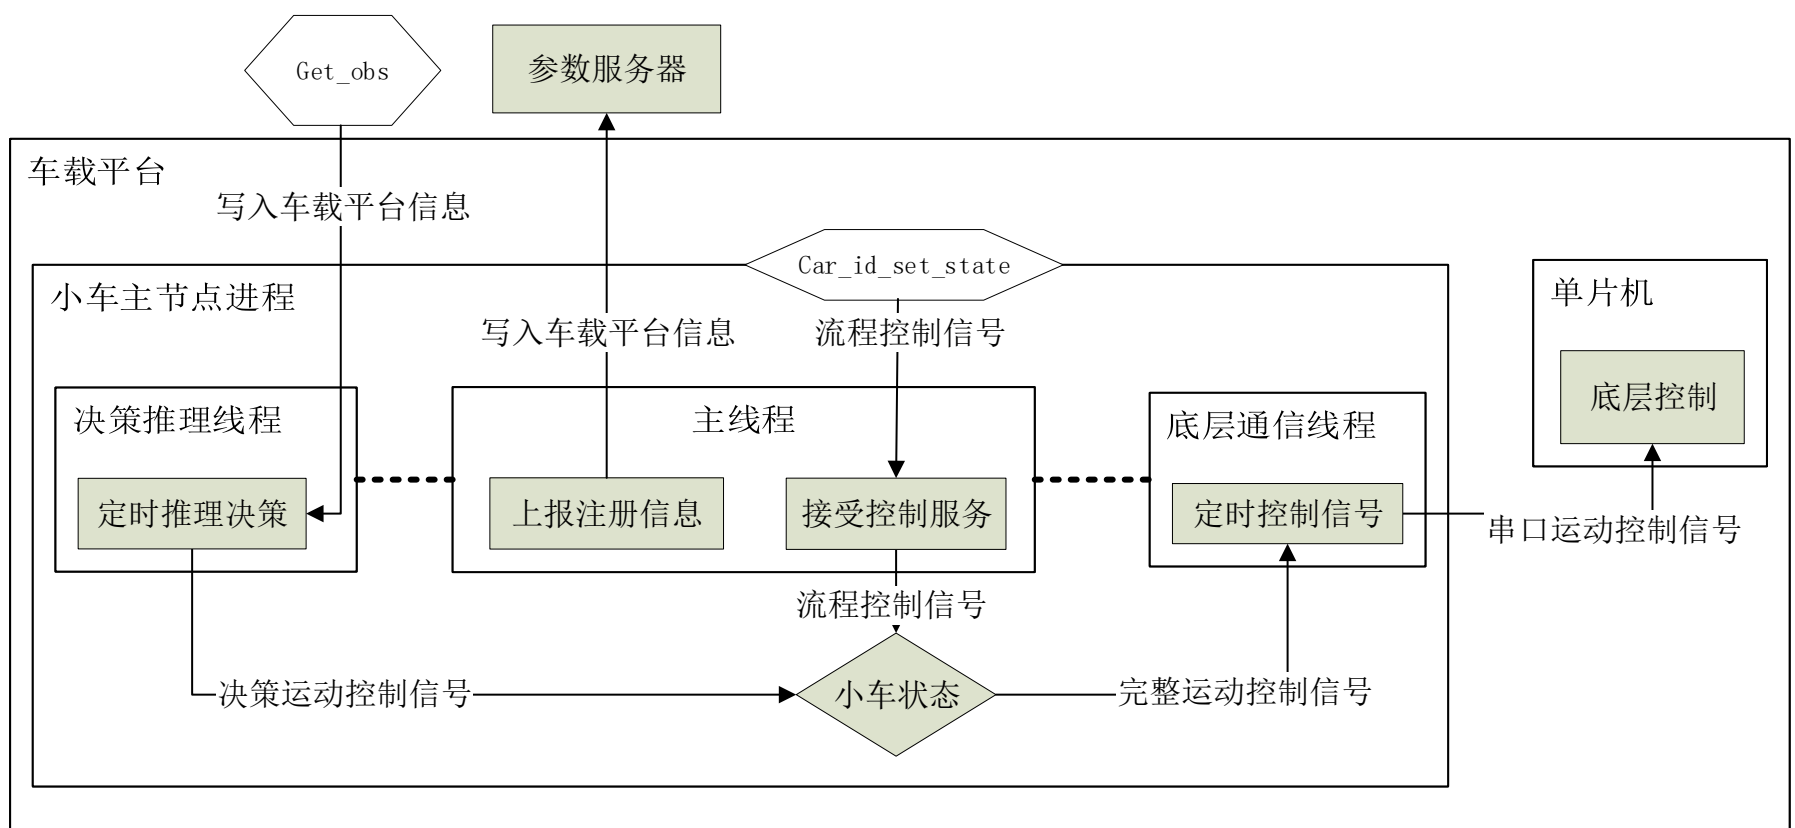 Get_obs
参数服务器
车载平台
写入车载平台信息
Car_id_set_state
小车主节点进程
单片机
写入车载平台信息
流程控制信号
底层控制
决策推理线程
主线程
底层通信线程
定时推理决策
上报注册信息
接受控制服务
定时控制信号
串口运动控制信号
流程控制信号
决策运动控制信号
小车状态
完整运动控制信号